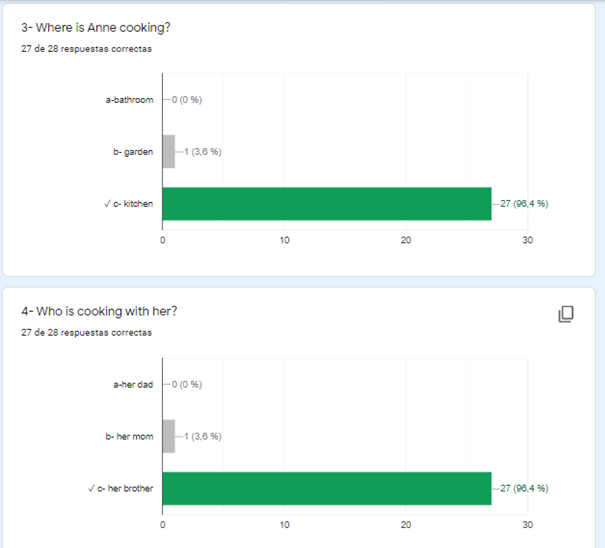 3- Where is Anne cooking?
27 de 28 respuestas correctas
a-bathroom 0 (0 %)
b- garden 1 (3,6 %)
✓ c- kitchen 27 (96,4 %)
0 10 20 30
4- Who is cooking with her?
27 de 28 respuestas correctas
a-her dad 0 (0 %)
b- her mom 1 (3,6 %)
✓ c- her brother 27 (96,4 %)
0 10 20 30